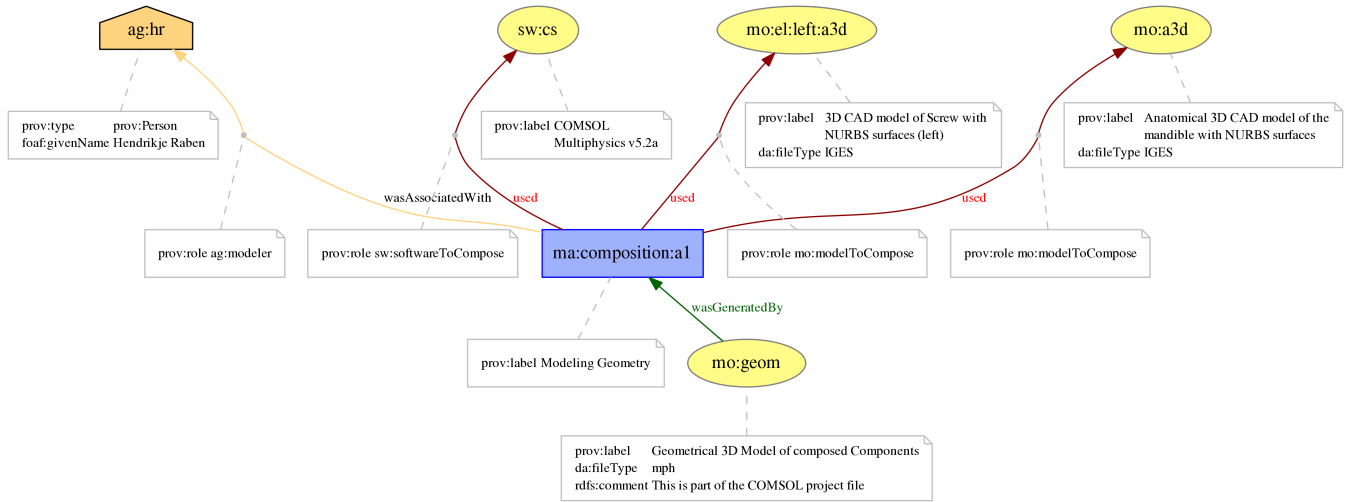 ag:hr
sw:cs
mo:el:left:a3d
mo:a3d
prov:type prov:Person
foaf:givenName Hendrikje Raben
prov:label COMSOL
Multiphysics v5.2a
prov:label 3D CAD model of Screw with
NURBS surfaces (left)
da:fileType IGES
prov:label Anatomical 3D CAD model of the
mandible with NURBS surfaces
da:fileType IGES
wasAssociatedWith
used
used
used
prov:role ag:modeler
prov:role sw:softwareToCompose
ma:composition:a1
prov:role mo:modelToCompose
prov:role mo:modelToCompose
wasGeneratedBy
prov:label Modeling Geometry
mo:geom
prov:label Geometrical 3D Model of composed Components
da:fileType mph
rdfs:comment This is part of the COMSOL project file